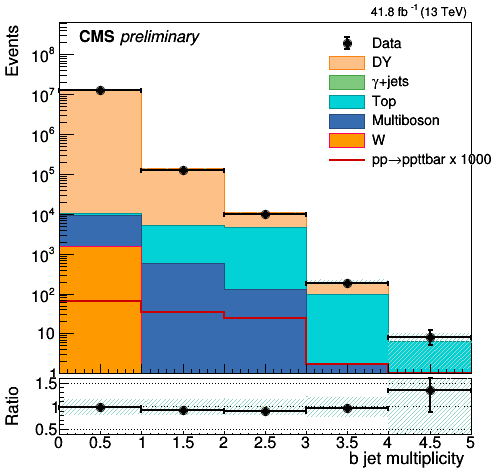 41.8 fb⁻¹ (13 TeV)
Events
CMS preliminary
Data
DY
γ+jets
Top
Multiboson
W
pp→ppttbar x 1000
10⁸
10⁷
10⁶
10⁵
10⁴
10³
10²
10
1
Ratio
1.5
1
0.5
0 0.5 1 1.5 2 2.5 3 3.5 4 4.5 5
b jet multiplicity